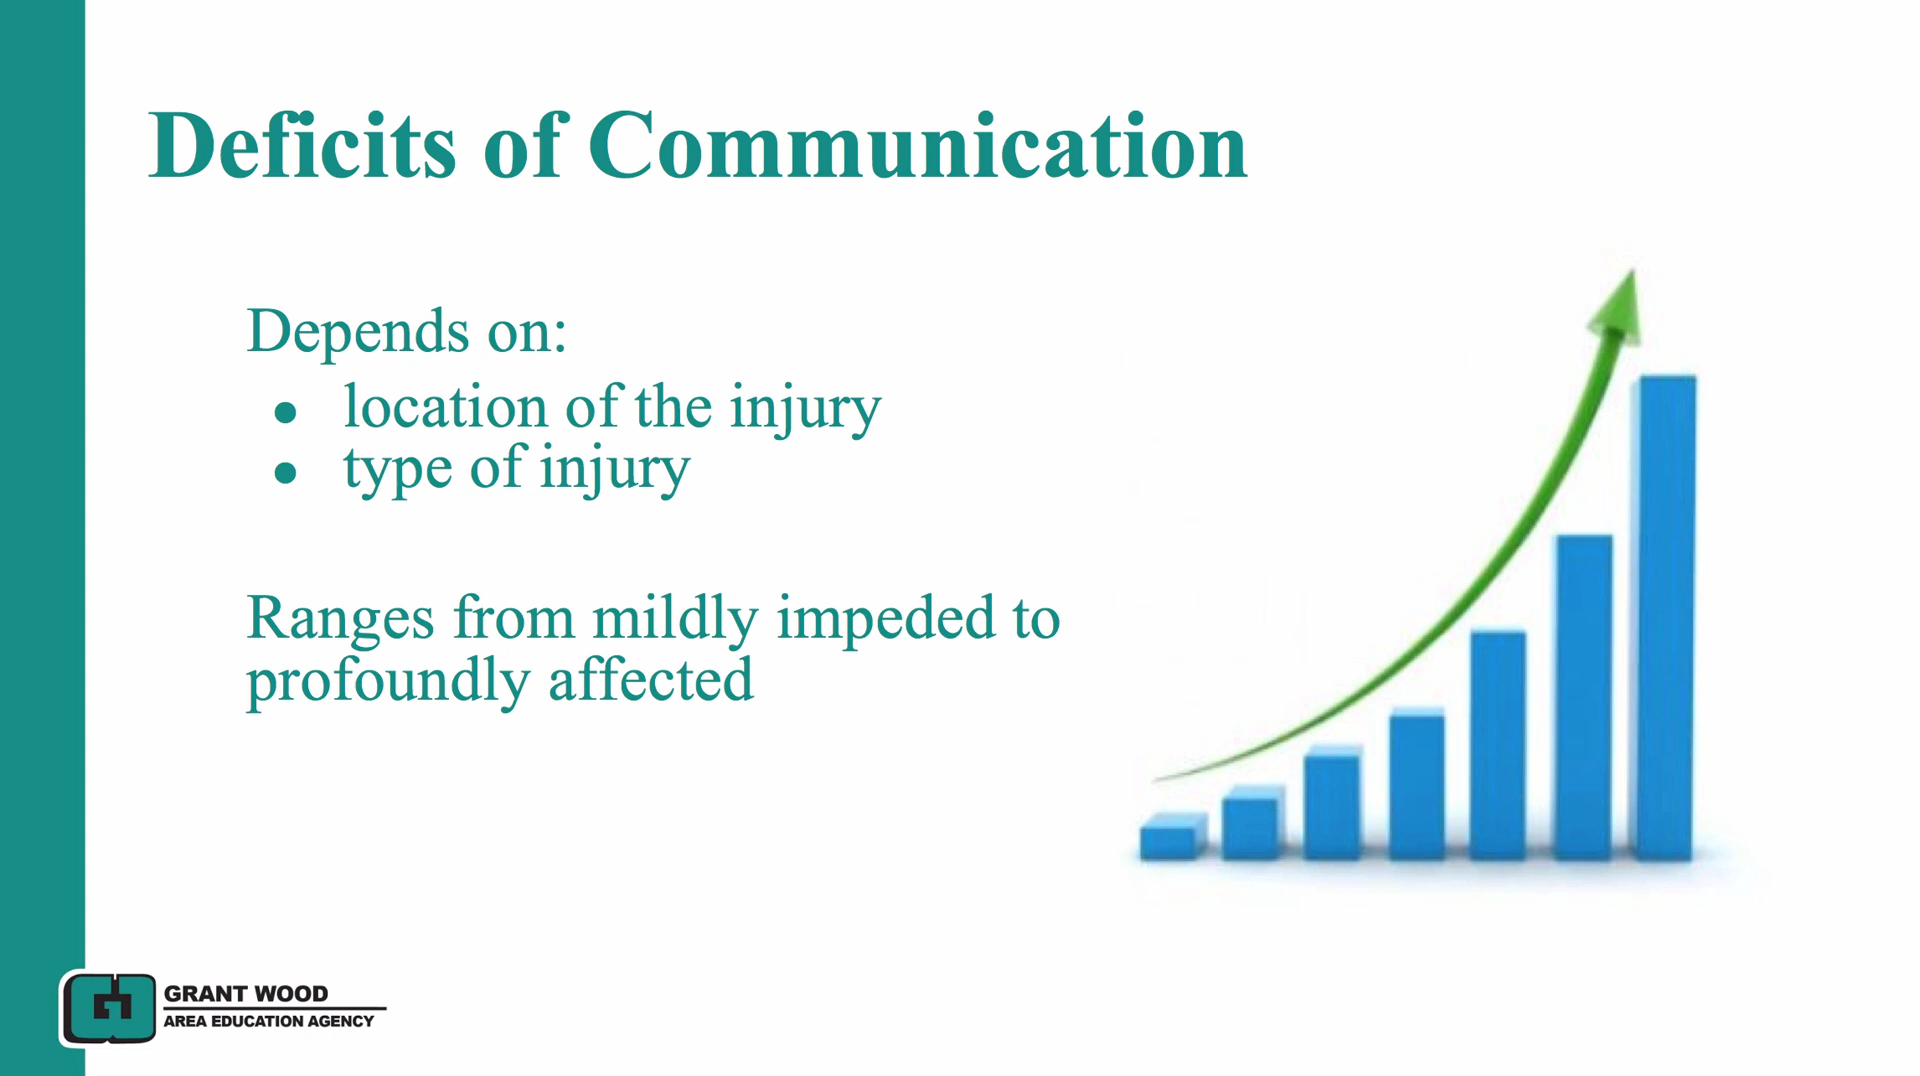 Deficits of Communication
Depends on:
● location of the injury
● type of injury
Ranges from mildly impeded to
profoundly affected
GRANT WOOD
AREA EDUCATION AGENCY